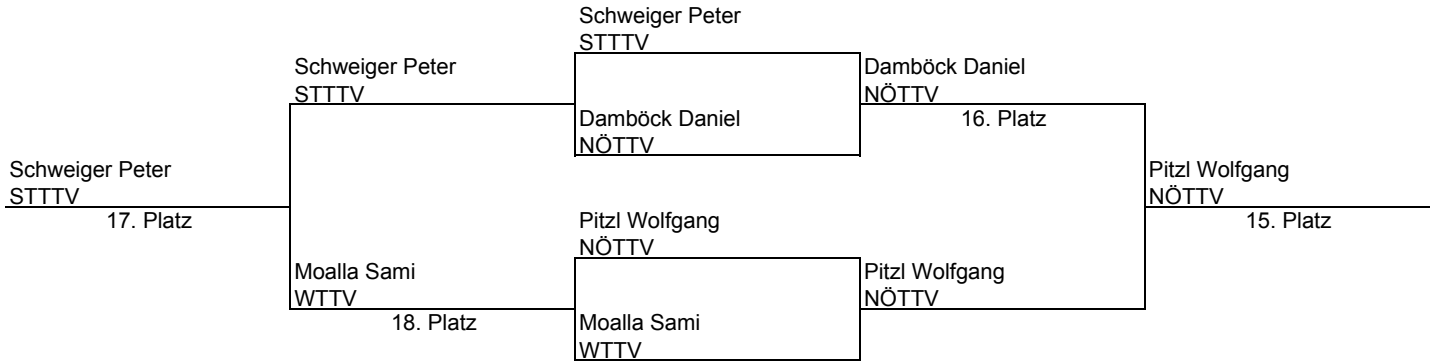 Schweiger Peter
STTTV
Schweiger Peter
STTTV
Damböck Daniel
NÖTTV
16. Platz
Damböck Daniel
NÖTTV
Schweiger Peter
STTTV
17. Platz
Pitzl Wolfgang
NÖTTV
15. Platz
Pitzl Wolfgang
NÖTTV
Moalla Sami
WTTV
18. Platz
Pitzl Wolfgang
NÖTTV
Moalla Sami
WTTV